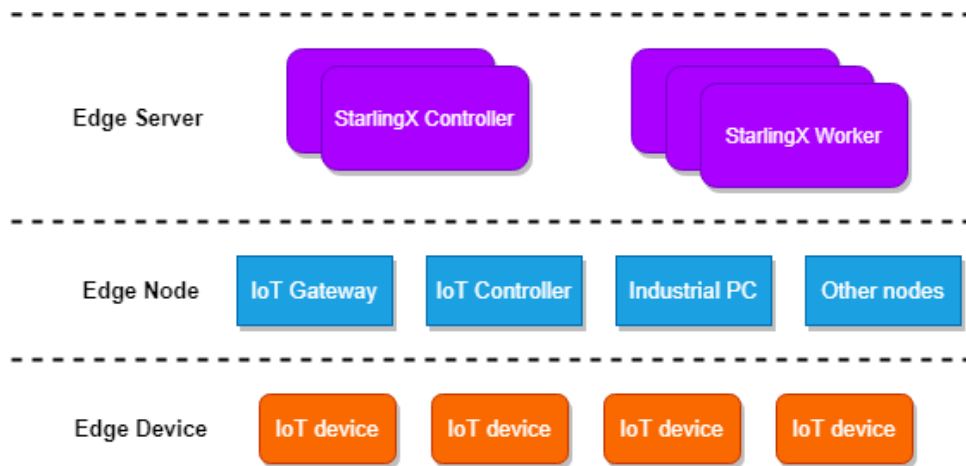 Edge Server
StarlingX Controller
StarlingX Worker
Edge Node
IoT Gateway
IoT Controller
Industrial PC
Other nodes
Edge Device
IoT device
IoT device
IoT device
IoT device